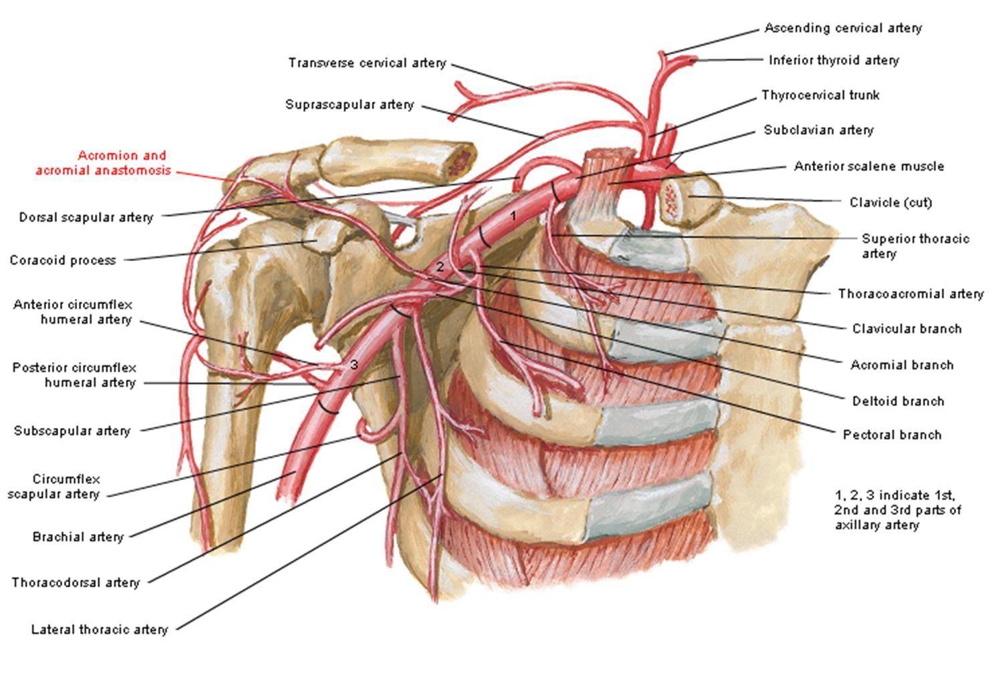 Ascending cervical artery
Transverse cervical artery
Inferior thyroid artery
Suprascapular artery
Thyrocervical trunk
Subclavian artery
Acromion and
acromial anastomosis
Anterior scalene muscle
Dorsal scapular artery
Clavicle (cut)
1
Coracoid process
Superior thoracic
artery
2
Anterior circumflex
humeral artery
Thoracoacromial artery
Clavicular branch
3
Posterior circumflex
humeral artery
Acromial branch
Deltoid branch
Subscapular artery
Pectoral branch
Circumflex
scapular artery
1, 2, 3 indicate 1st,
2nd and 3rd parts of
axillary artery
Brachial artery
Thoracodorsal artery
Lateral thoracic artery